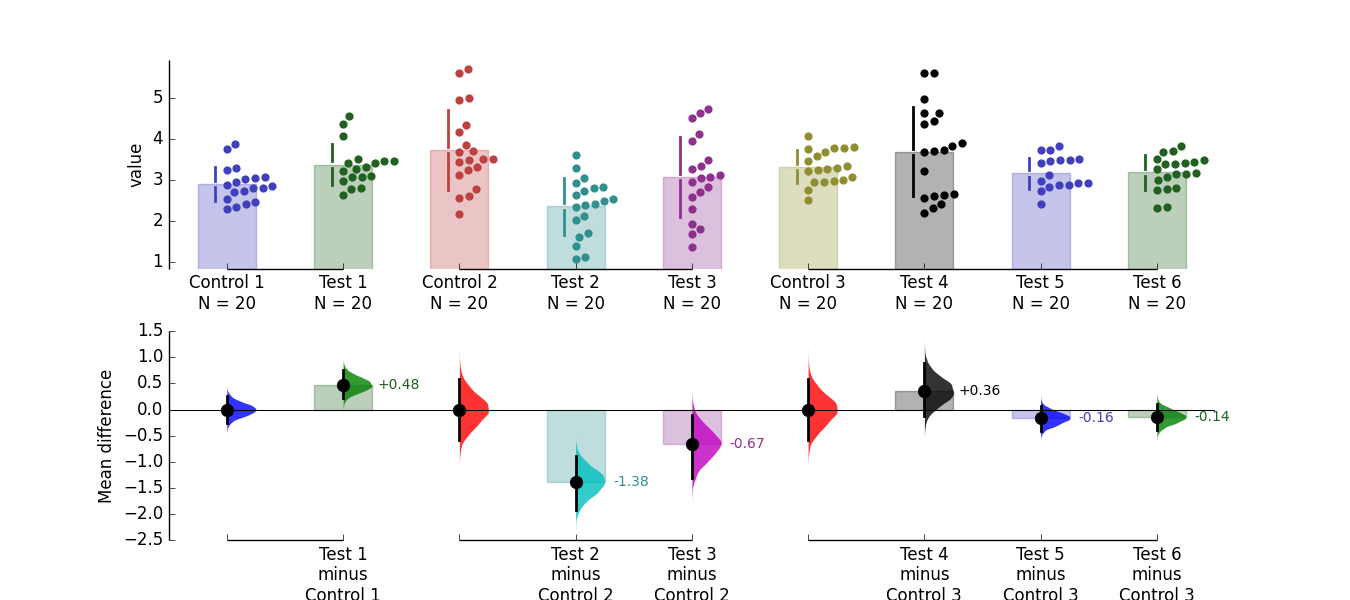 value
5
4
3
2
1
Control 1 Test 1 Control 2 Test 2 Test 3 Control 3 Test 4 Test 5 Test 6
N = 20 N = 20 N = 20 N = 20 N = 20 N = 20 N = 20 N = 20 N = 20
Mean difference
1.5
1.0
0.5
0.0
−0.5
−1.0
−1.5
−2.0
−2.5
+0.48
-1.38
-0.67
+0.36
-0.16
-0.14
Test 1 Test 2 Test 3 Test 4 Test 5 Test 6
minus minus minus minus minus minus
Control 1 Control 2 Control 2 Control 3 Control 3 Control 3